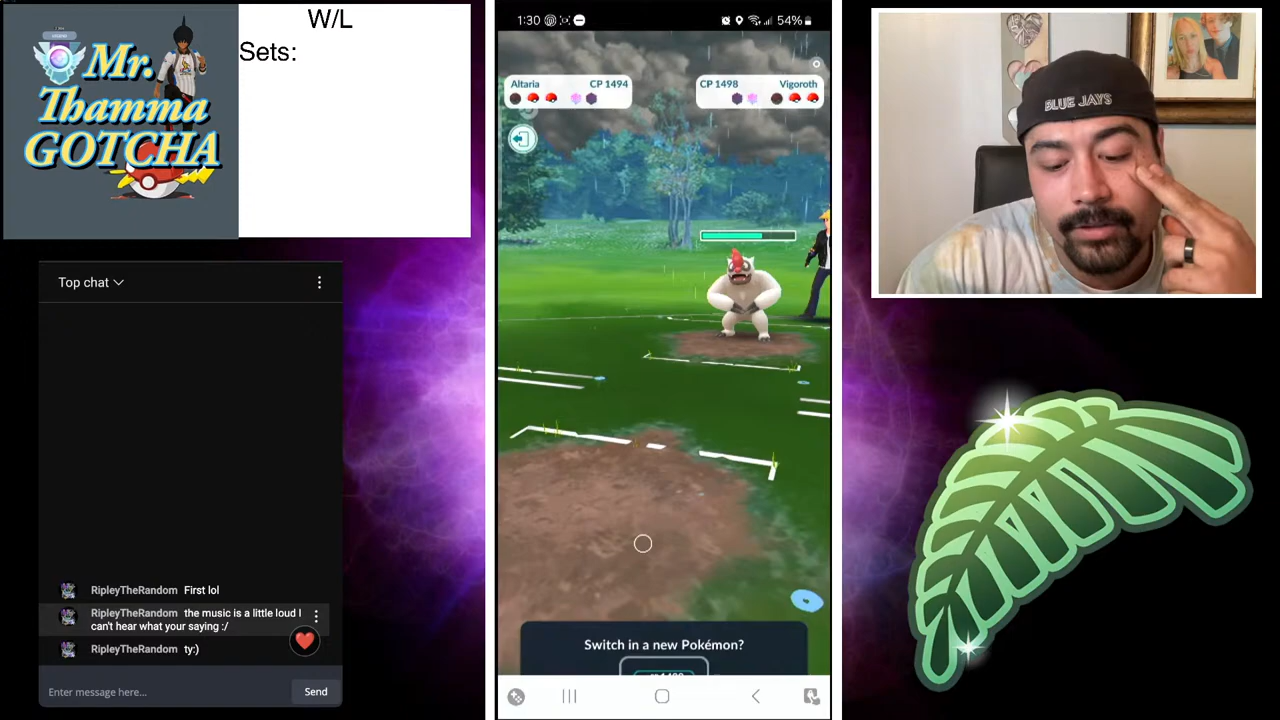 Mr.
Thamma
GOTCHA
W/L
Sets:
1:30
54%
Altaria CP 1494
CP 1498 Vigoroth
BLUE JAYS
Top chat
RipleyTheRandom First lol
RipleyTheRandom the music is a little loud I
can't hear what your saying :/
RipleyTheRandom ty:)
Enter message here...
Send
Switch in a new Pokémon?